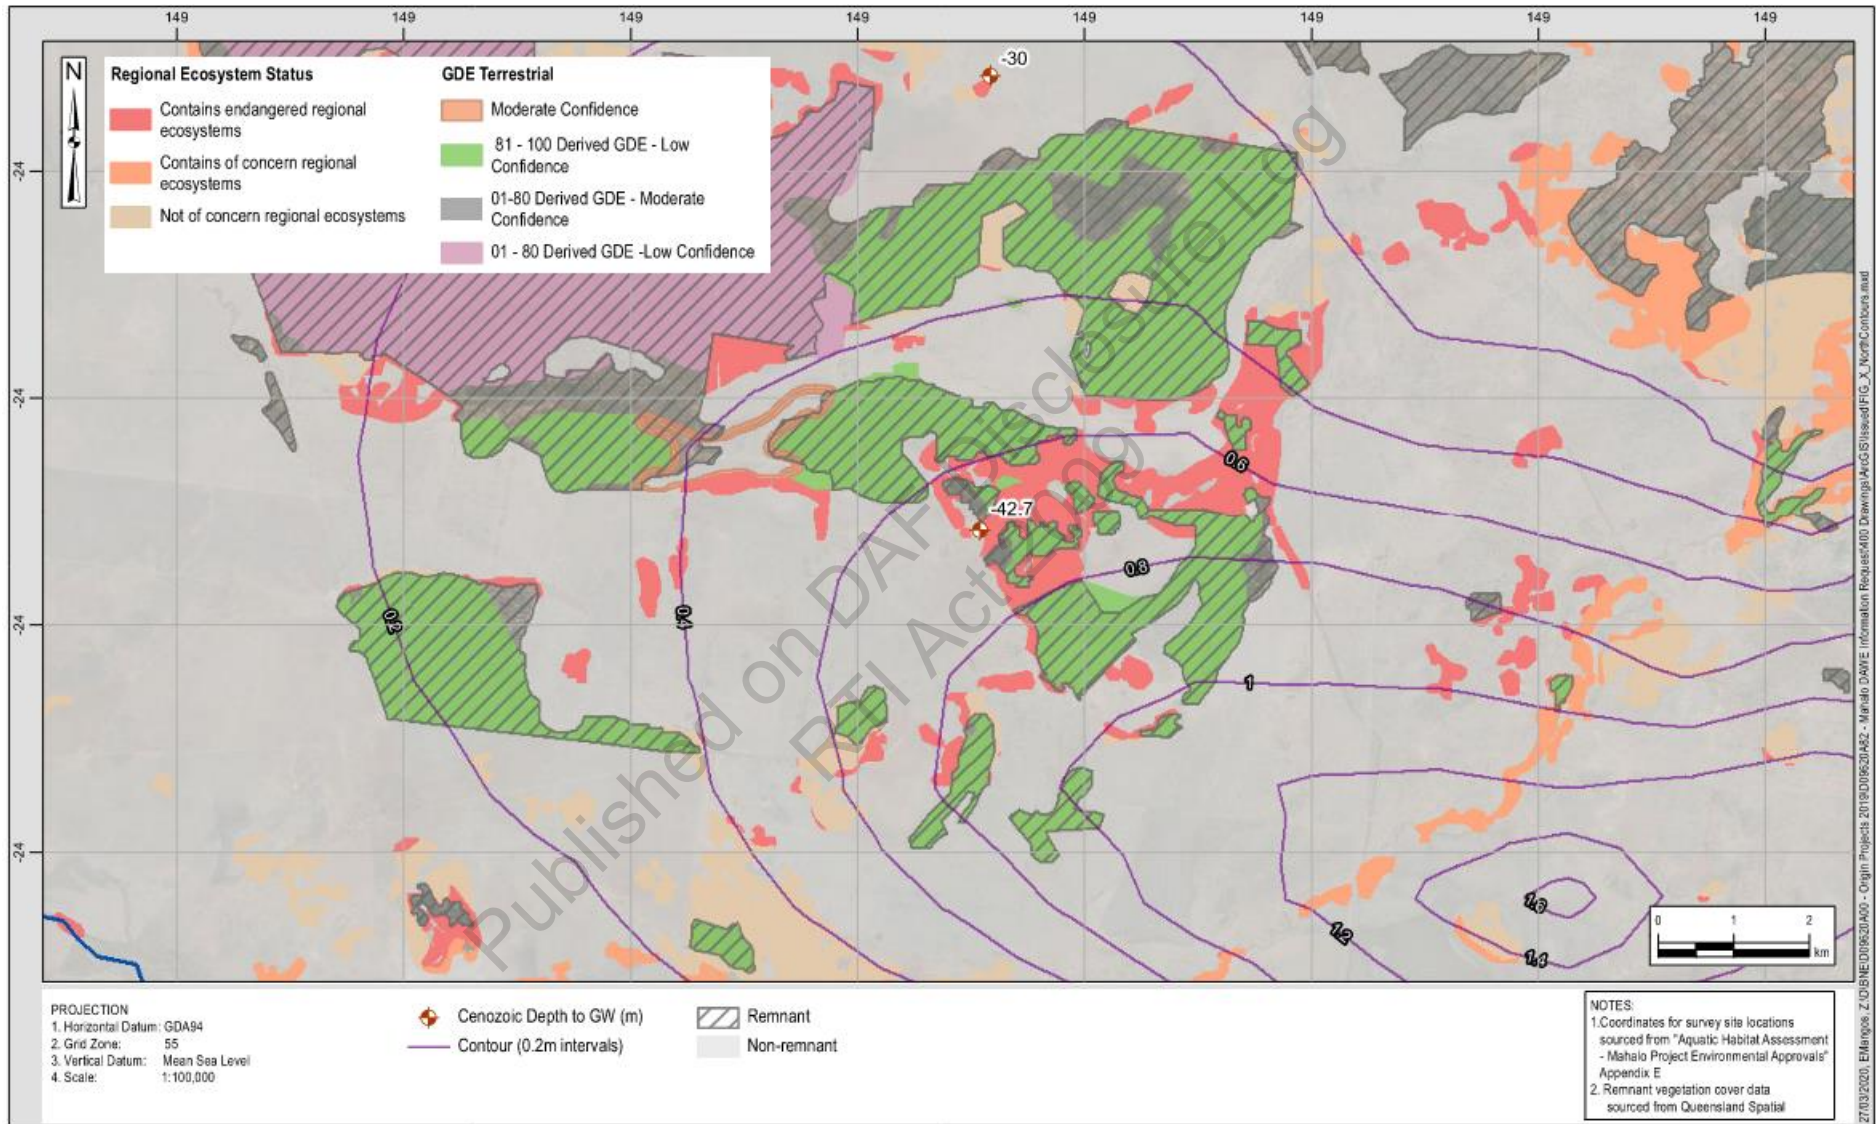 149 149 149 149 149 149 149 149
-24
-24
-24
-24
N
Regional Ecosystem Status
Contains endangered regional
ecosystems
Contains of concern regional
ecosystems
Not of concern regional ecosystems
GDE Terrestrial
Moderate Confidence
81 - 100 Derived GDE - Low
Confidence
01-80 Derived GDE - Moderate
Confidence
01 - 80 Derived GDE -Low Confidence
-30
-42.7
0.6
0.8
0.2
0.4
1
1.6
1.2
1.4
Published on DAF Disclosure Log
RTI Act 2009
0 1 2
km
PROJECTION
1. Horizontal Datum: GDA94
2. Grid Zone: 55
3. Vertical Datum: Mean Sea Level
4. Scale: 1:100,000
Cenozoic Depth to GW (m)
Contour (0.2m intervals)
Remnant
Non-remnant
NOTES:
1.Coordinates for survey site locations
sourced from "Aquatic Habitat Assessment
- Mahalo Project Environmental Approvals"
Appendix E
2. Remnant vegetation cover data
sourced from Queensland Spatial